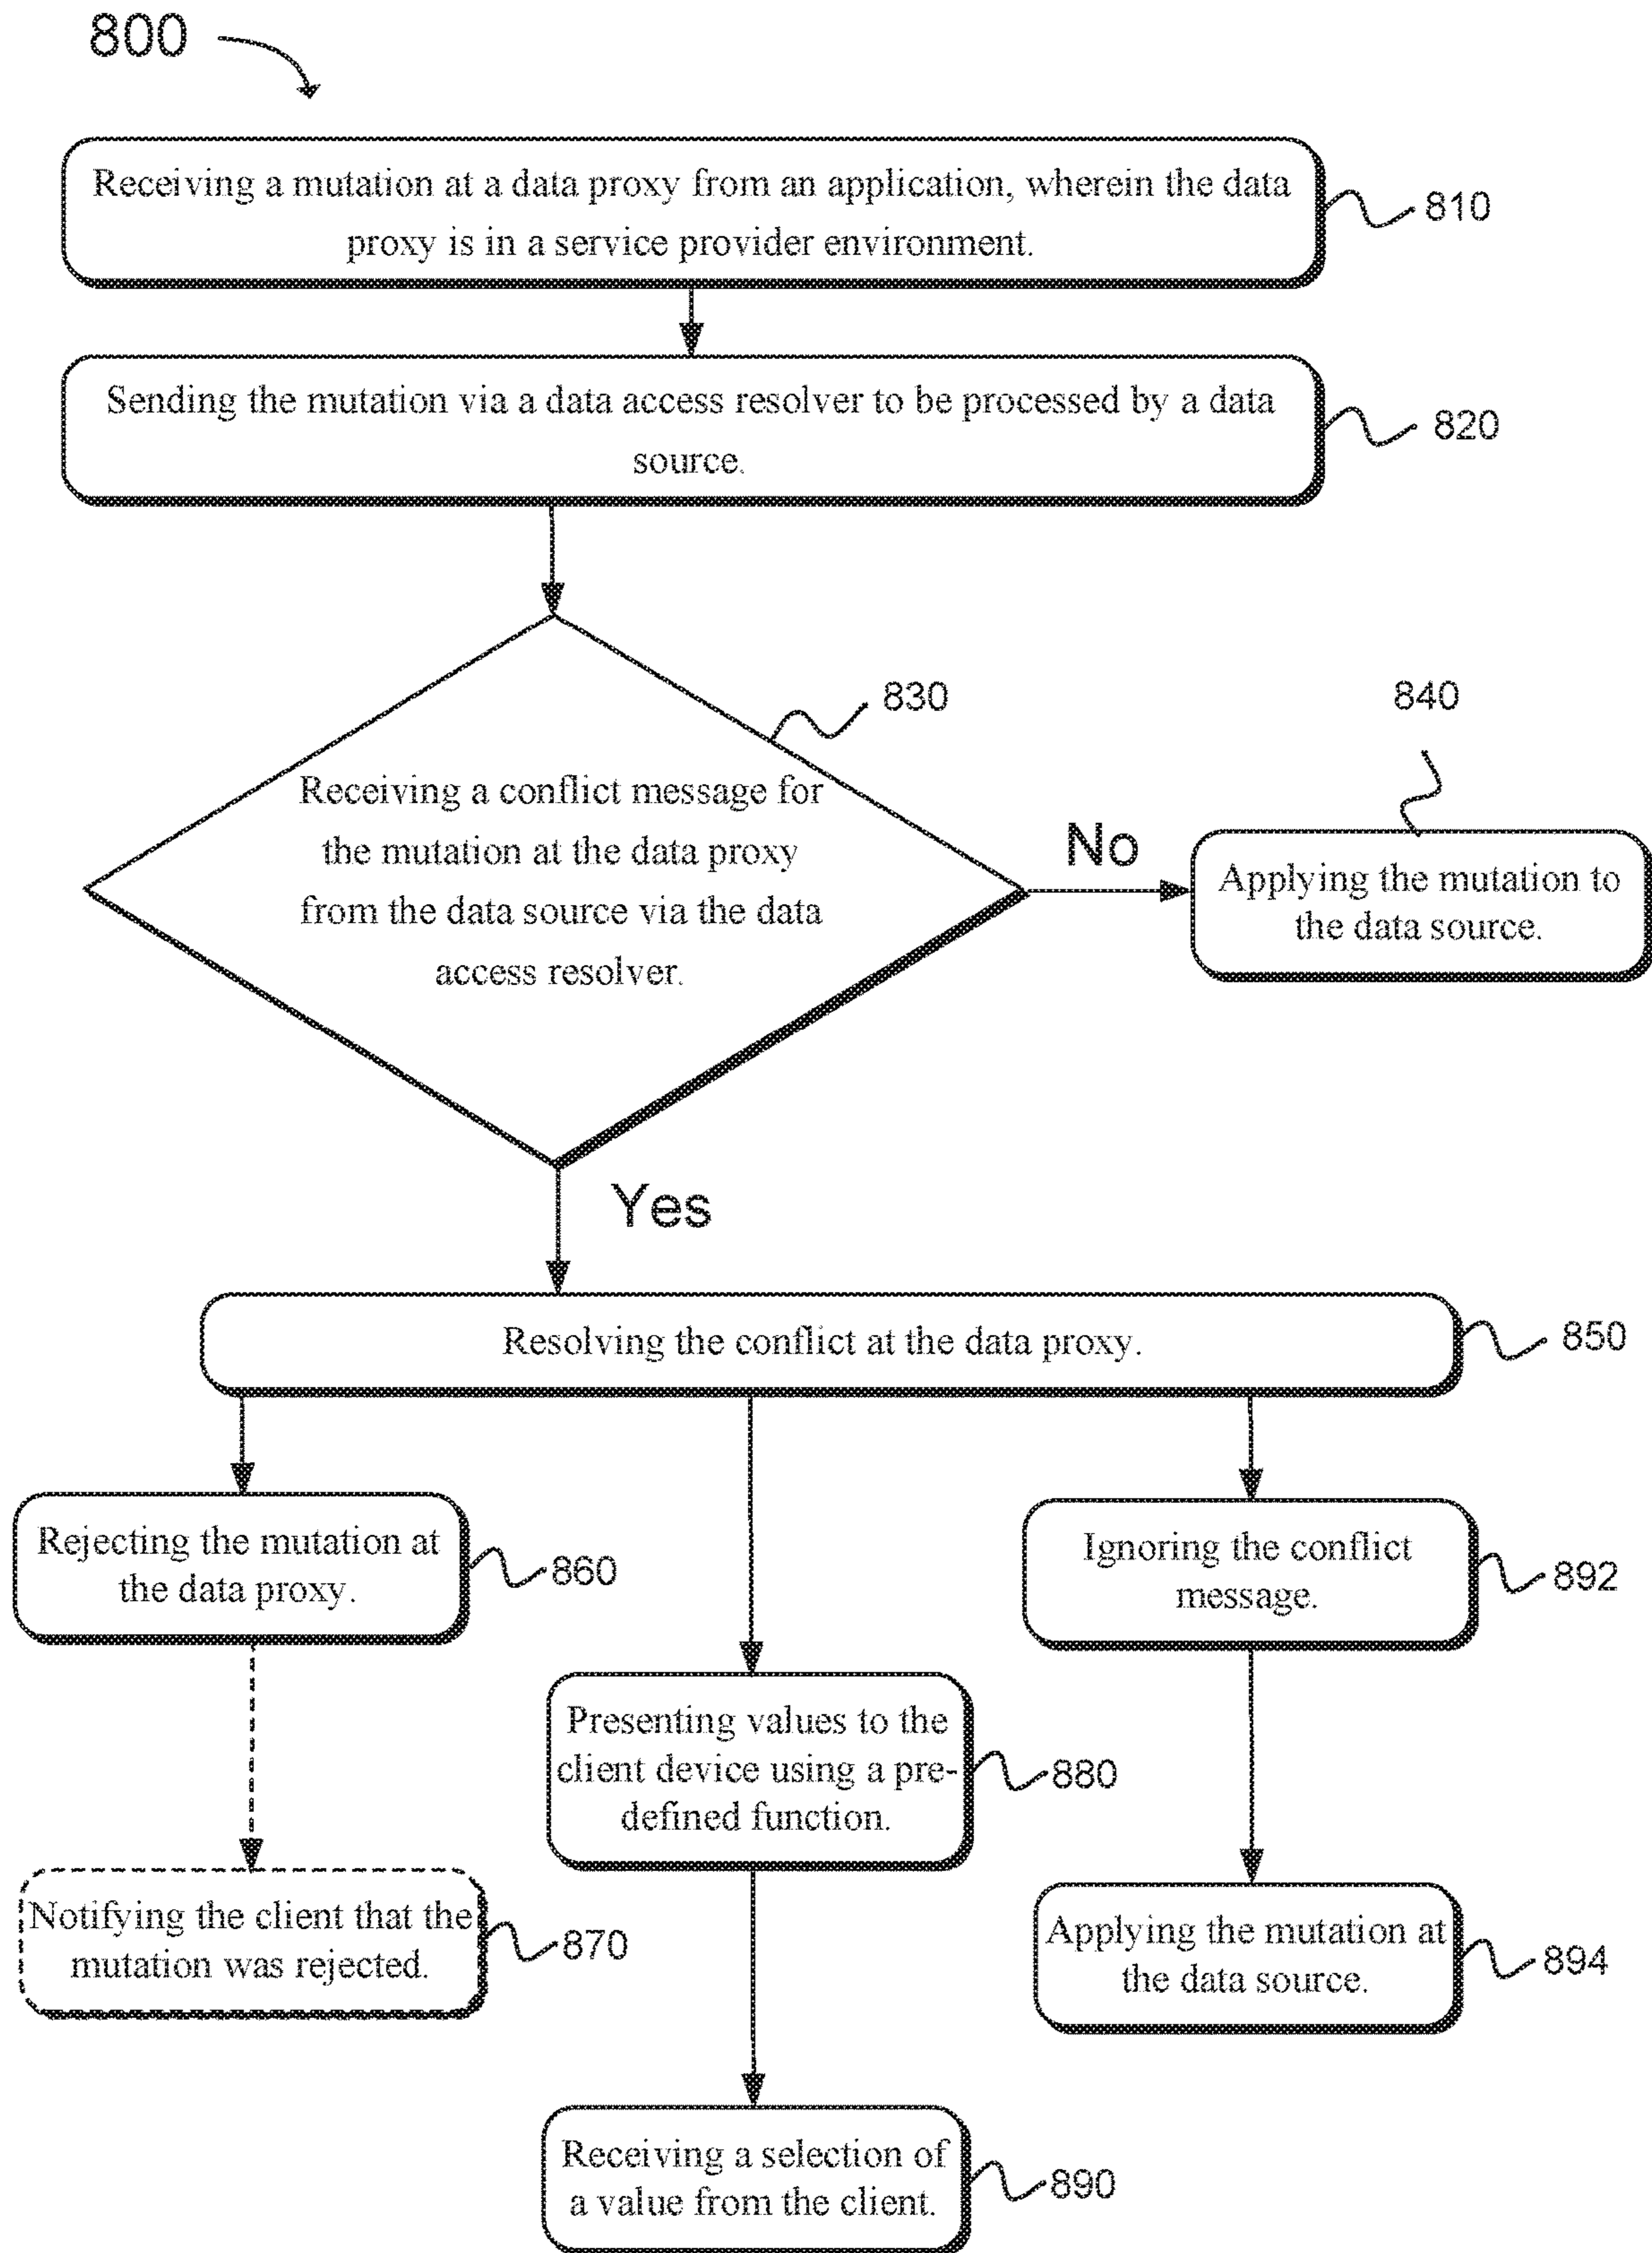 800
Receiving a mutation at a data proxy from an application, wherein the data
proxy is in a service provider environment.
810
Sending the mutation via a data access resolver to be processed by a data
source.
820
830
Receiving a conflict message for
the mutation at the data proxy
from the data source via the data
access resolver.
No
840
Applying the mutation to
the data source.
Yes
Resolving the conflict at the data proxy.
850
Rejecting the mutation at
the data proxy.
860
Ignoring the conflict
message.
892
Presenting values to the
client device using a pre-
defined function.
880
Notifying the client that the
mutation was rejected.
870
Applying the mutation at
the data source.
894
Receiving a selection of
a value from the client.
890